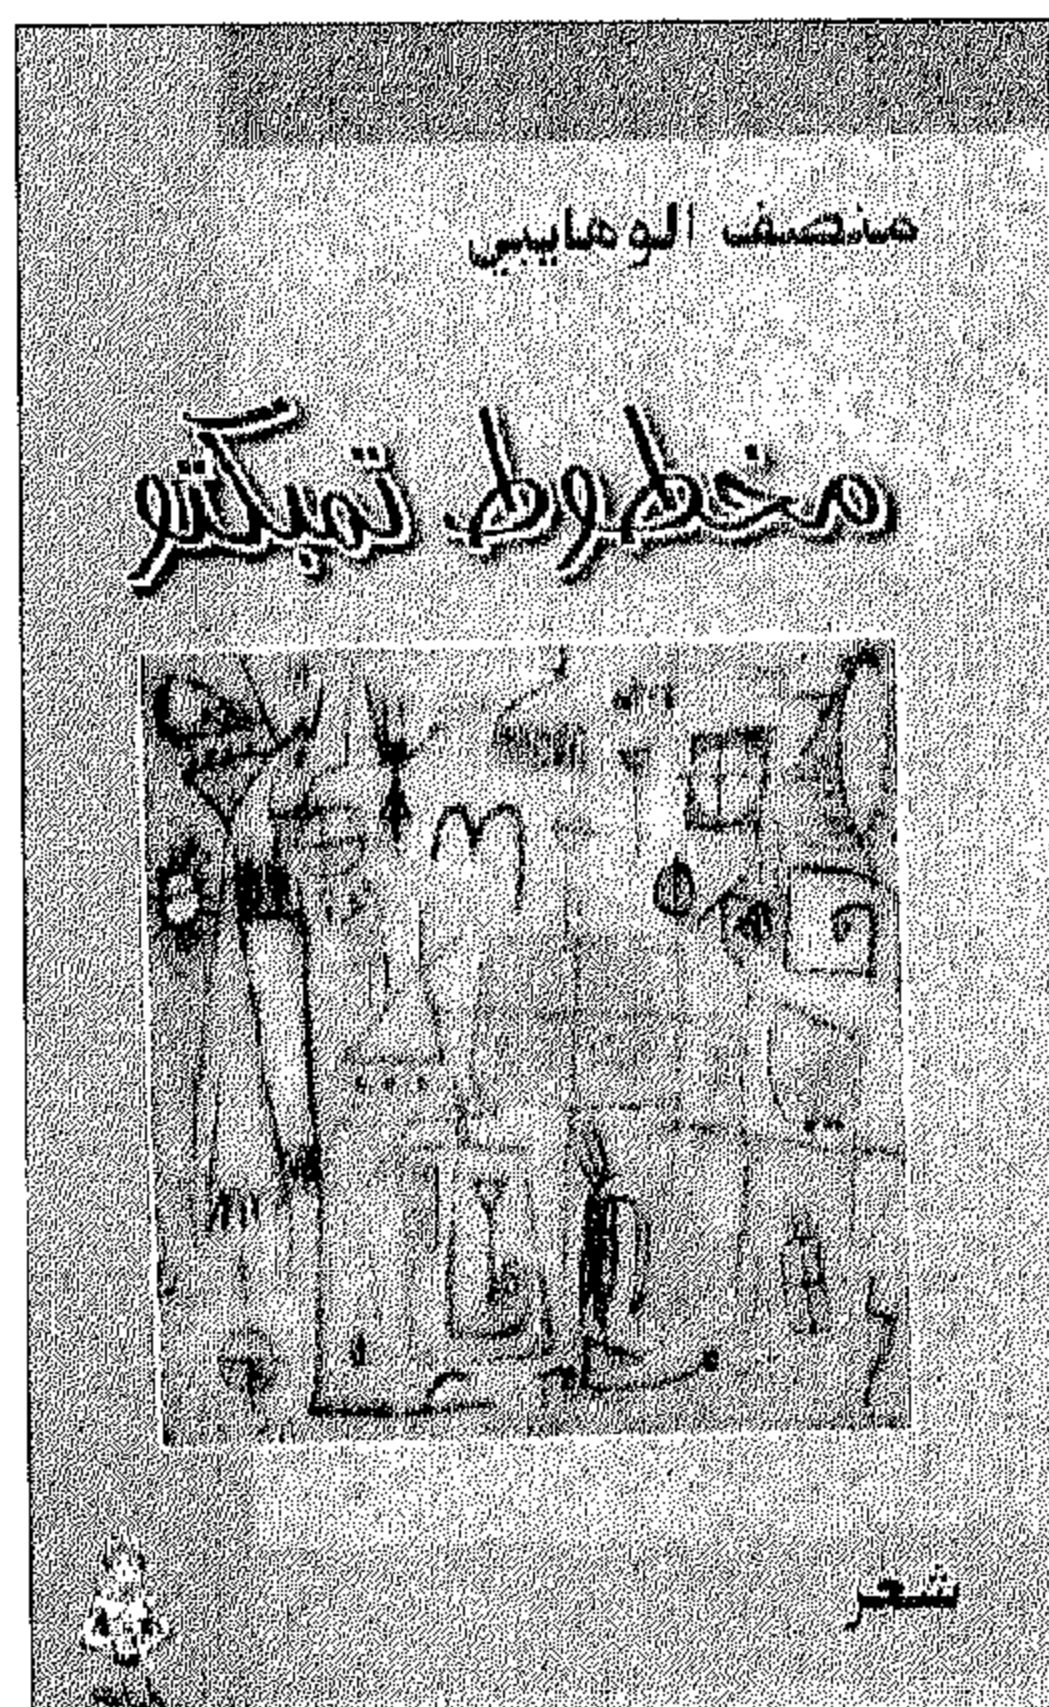 منصف الوهايبي
مخطوط تمبكتو
شعر